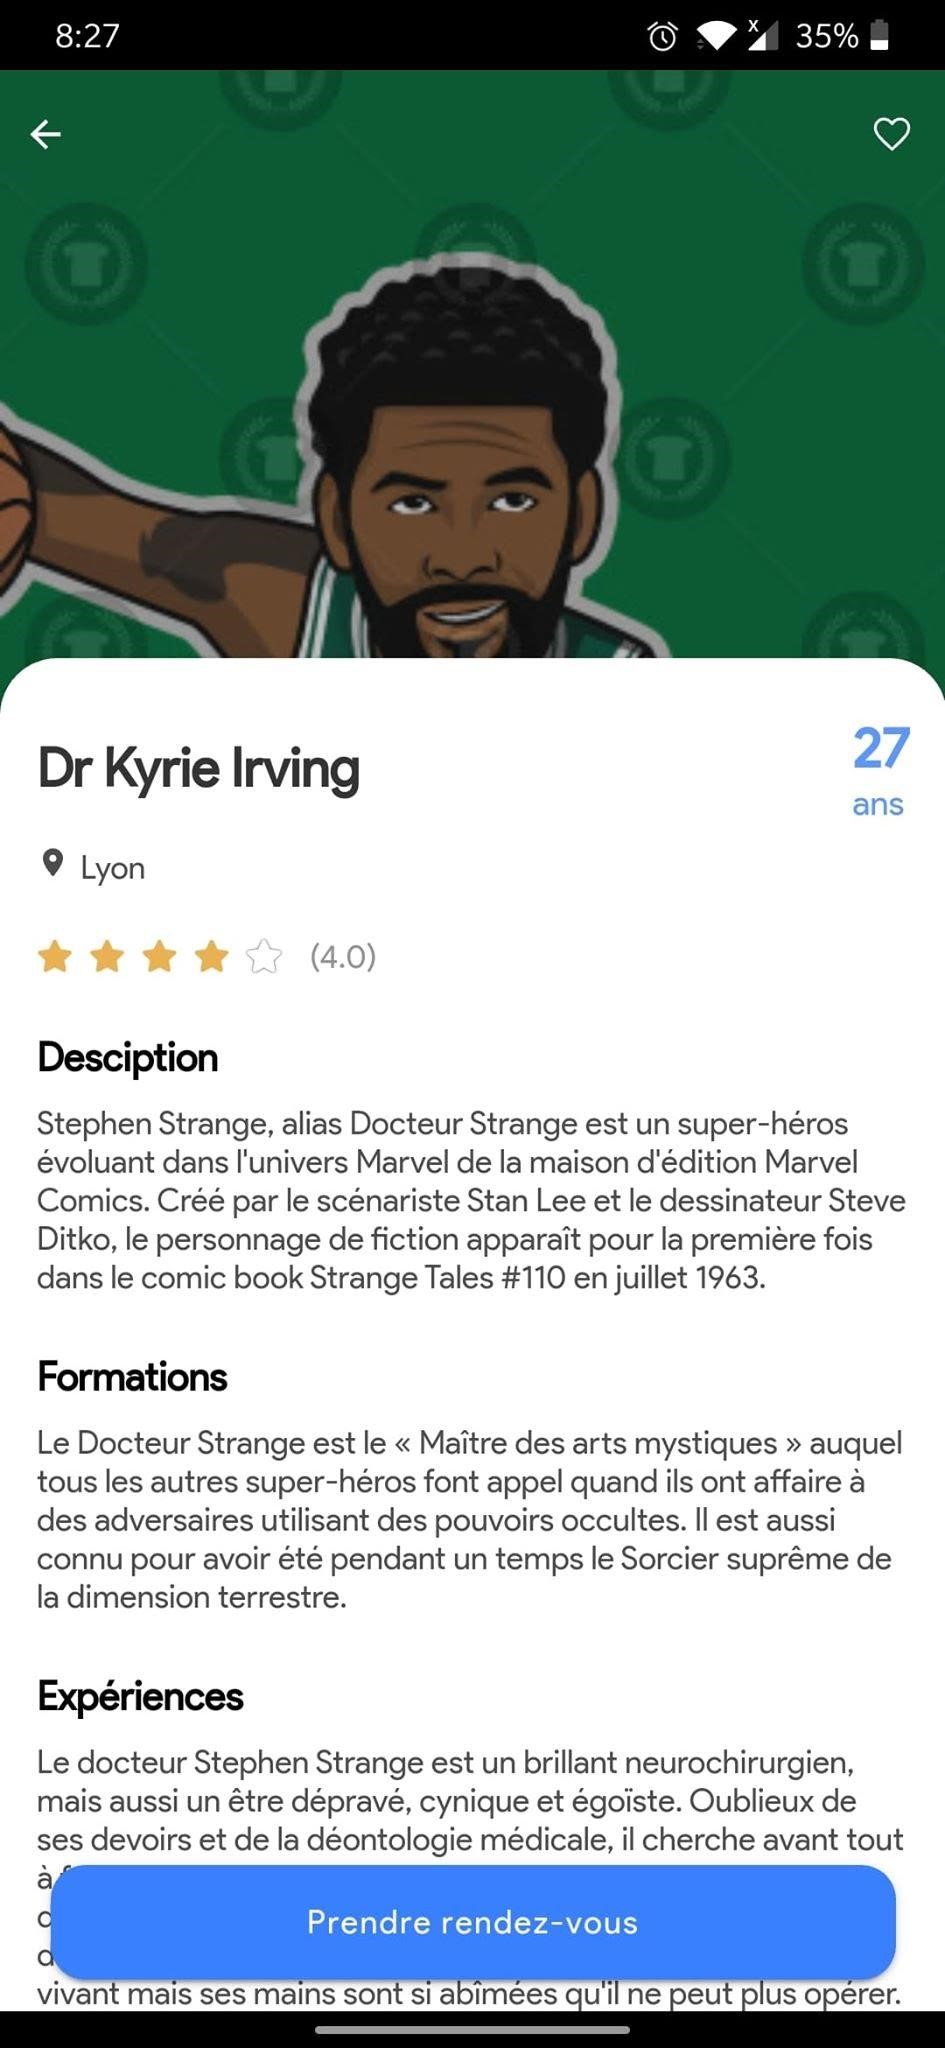 8:27
x
35%
Dr Kyrie Irving
27
ans
Lyon
(4.0)
Desciption
Stephen Strange, alias Docteur Strange est un super-héros
évoluant dans l'univers Marvel de la maison d'édition Marvel
Comics. Créé par le scénariste Stan Lee et le dessinateur Steve
Ditko, le personnage de fiction apparaît pour la première fois
dans le comic book Strange Tales #110 en juillet 1963.
Formations
Le Docteur Strange est le « Maître des arts mystiques » auquel
tous les autres super-héros font appel quand ils ont affaire à
des adversaires utilisant des pouvoirs occultes. Il est aussi
connu pour avoir été pendant un temps le Sorcier suprême de
la dimension terrestre.
Expériences
Le docteur Stephen Strange est un brillant neurochirurgien,
mais aussi un être dépravé, cynique et égoïste. Oublieux de
ses devoirs et de la déontologie médicale, il cherche avant tout
à
Prendre rendez-vous
vivant mais ses mains sont si abîmées qu'il ne peut plus opérer.